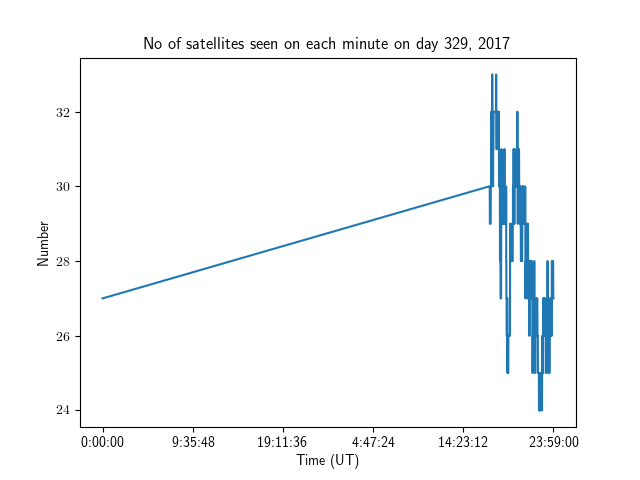 No of satellites seen on each minute on day 329, 2017
32
30
28
26
24
Number
0:00:00 9:35:48 19:11:36 4:47:24 14:23:12 23:59:00
Time (UT)